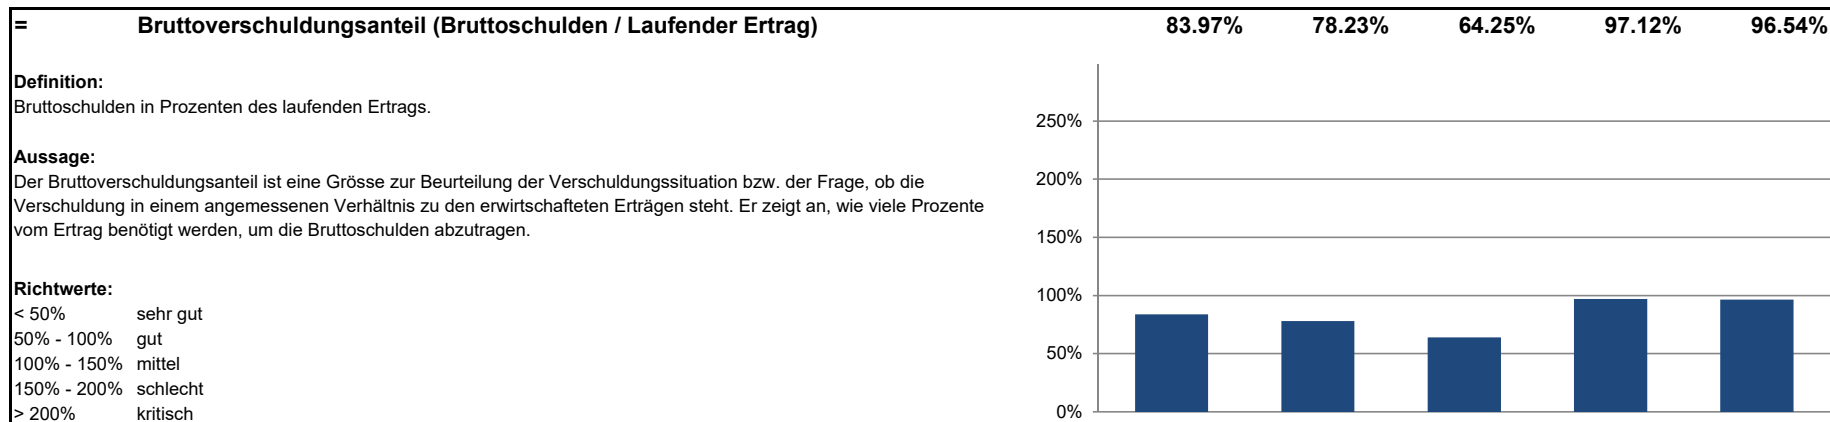 = Bruttoverschuldungsanteil (Bruttoschulden / Laufender Ertrag) 83.97% 78.23% 64.25% 97.12% 96.54%
Definition:
Bruttoschulden in Prozenten des laufenden Ertrags.
Aussage:
Der Bruttoverschuldungsanteil ist eine Grösse zur Beurteilung der Verschuldungssituation bzw. der Frage, ob die
Verschuldung in einem angemessenen Verhältnis zu den erwirtschafteten Erträgen steht. Er zeigt an, wie viele Prozente
vom Ertrag benötigt werden, um die Bruttoschulden abzutragen.
Richtwerte:
< 50% sehr gut
50% - 100% gut
100% - 150% mittel
150% - 200% schlecht
> 200% kritisch
250%
200%
150%
100%
50%
0%